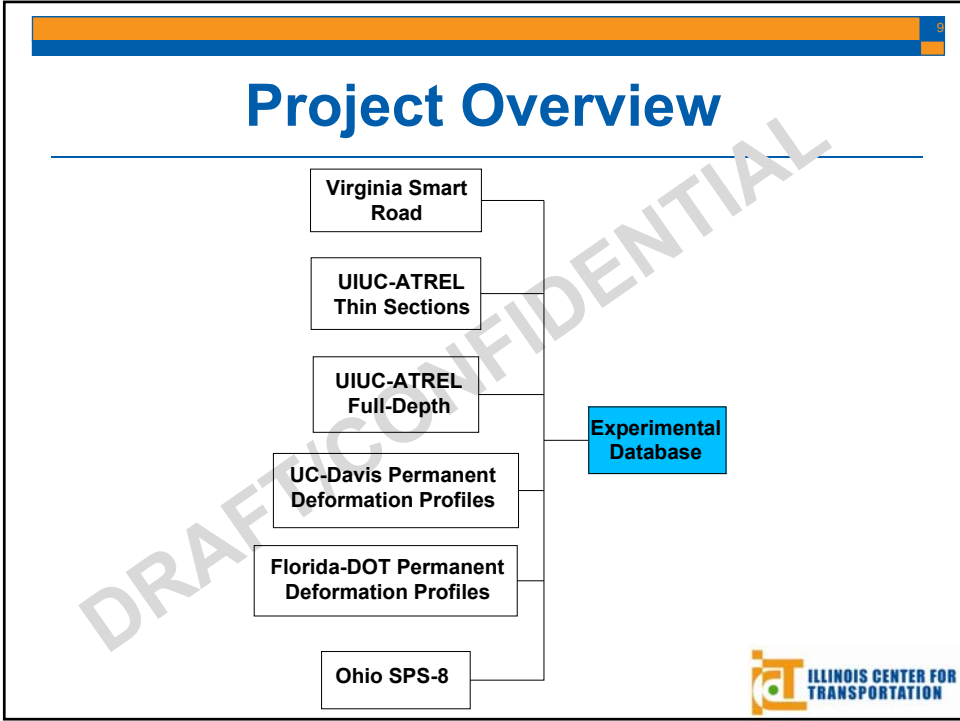 9
Project Overview
Virginia Smart
Road
UIUC-ATREL
Thin Sections
UIUC-ATREL
Full-Depth
Experimental
Database
UC-Davis Permanent
Deformation Profiles
Florida-DOT Permanent
Deformation Profiles
Ohio SPS-8
DRAFT/CONFIDENTIAL
ICT
ILLINOIS CENTER FOR
TRANSPORTATION